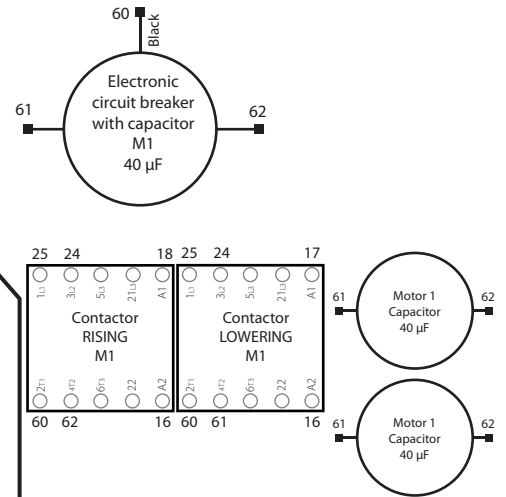 60
Black
Electronic
circuit breaker
with capacitor
M1
40 µF
61
62
25 24 18 25 24 17
1L1 3L2 5L3 21L3 A1 1L1 3L2 5L3 21L3 A1
Contactor
RISING
M1
Contactor
LOWERING
M1
2T1 4T2 6T3 22 A2 2T1 4T2 6T3 22 A2
60 62 16 60 61 16
61
Motor 1
Capacitor
40 µF
62
61
Motor 1
Capacitor
40 µF
62